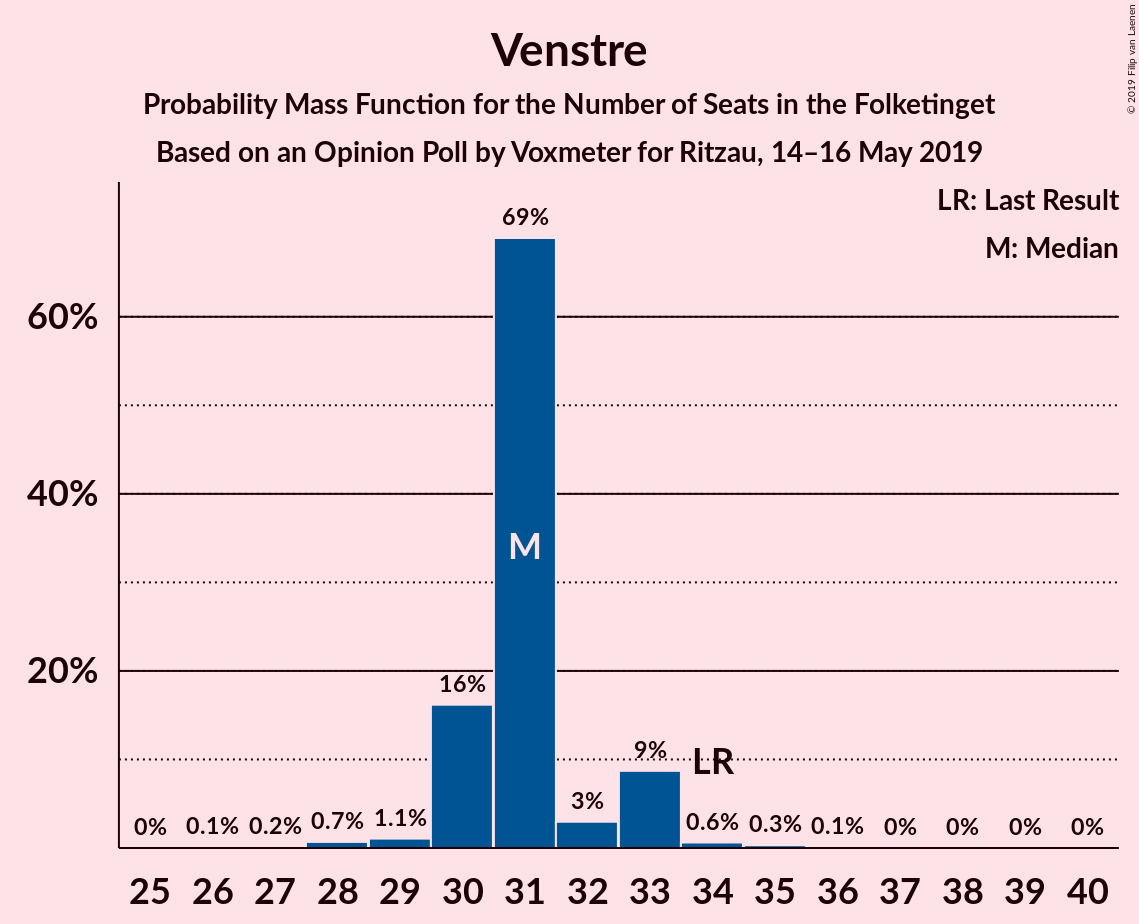 Venstre
Probability Mass Function for the Number of Seats in the Folketinget
Based on an Opinion Poll by Voxmeter for Ritzau, 14–16 May 2019
© 2019 Filip van Laenen
LR: Last Result
M: Median
69%
60%
40%
M
20%
16%
9%
LR
3%
0% 0.1% 0.2% 0.7% 1.1% 0.6% 0.3% 0.1% 0% 0% 0% 0%
25 26 27 28 29 30 31 32 33 34 35 36 37 38 39 40